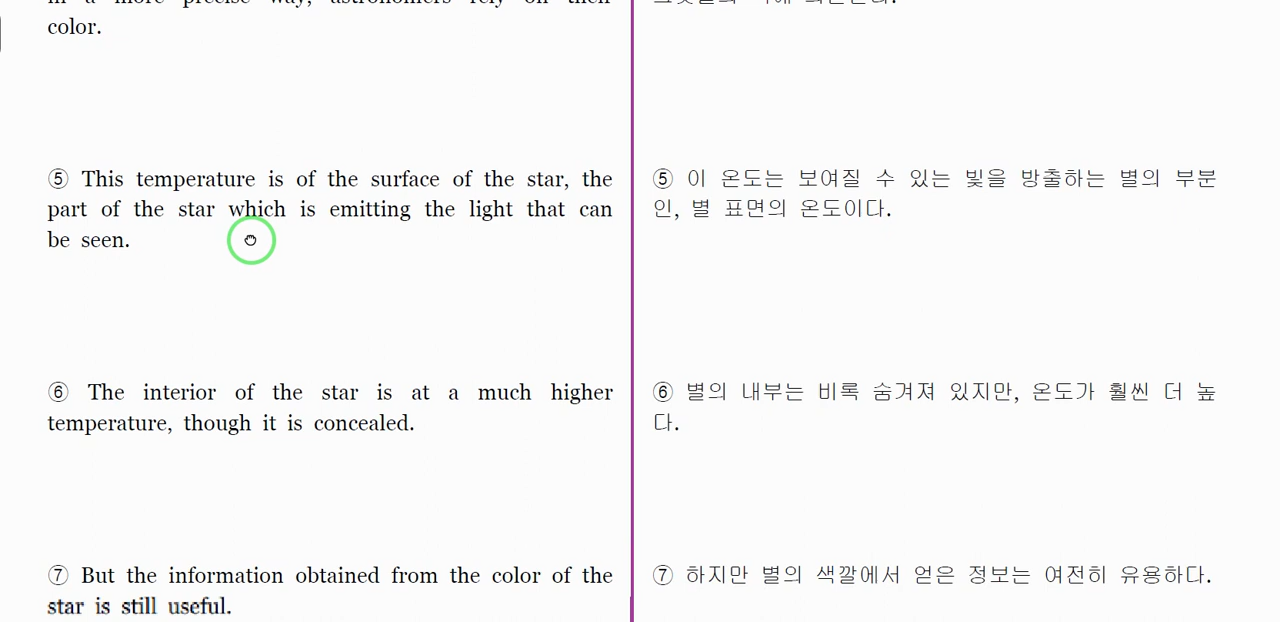 color.
⑤ This temperature is of the surface of the star, the
part of the star which is emitting the light that can
be seen.
⑥ The interior of the star is at a much higher
temperature, though it is concealed.
⑦ But the information obtained from the color of the
star is still useful.
⑤ 이 온도는 보여질 수 있는 빛을 방출하는 별의 부분
인, 별 표면의 온도이다.
⑥ 별의 내부는 비록 숨겨져 있지만, 온도가 훨씬 더 높
다.
⑦ 하지만 별의 색깔에서 얻은 정보는 여전히 유용하다.